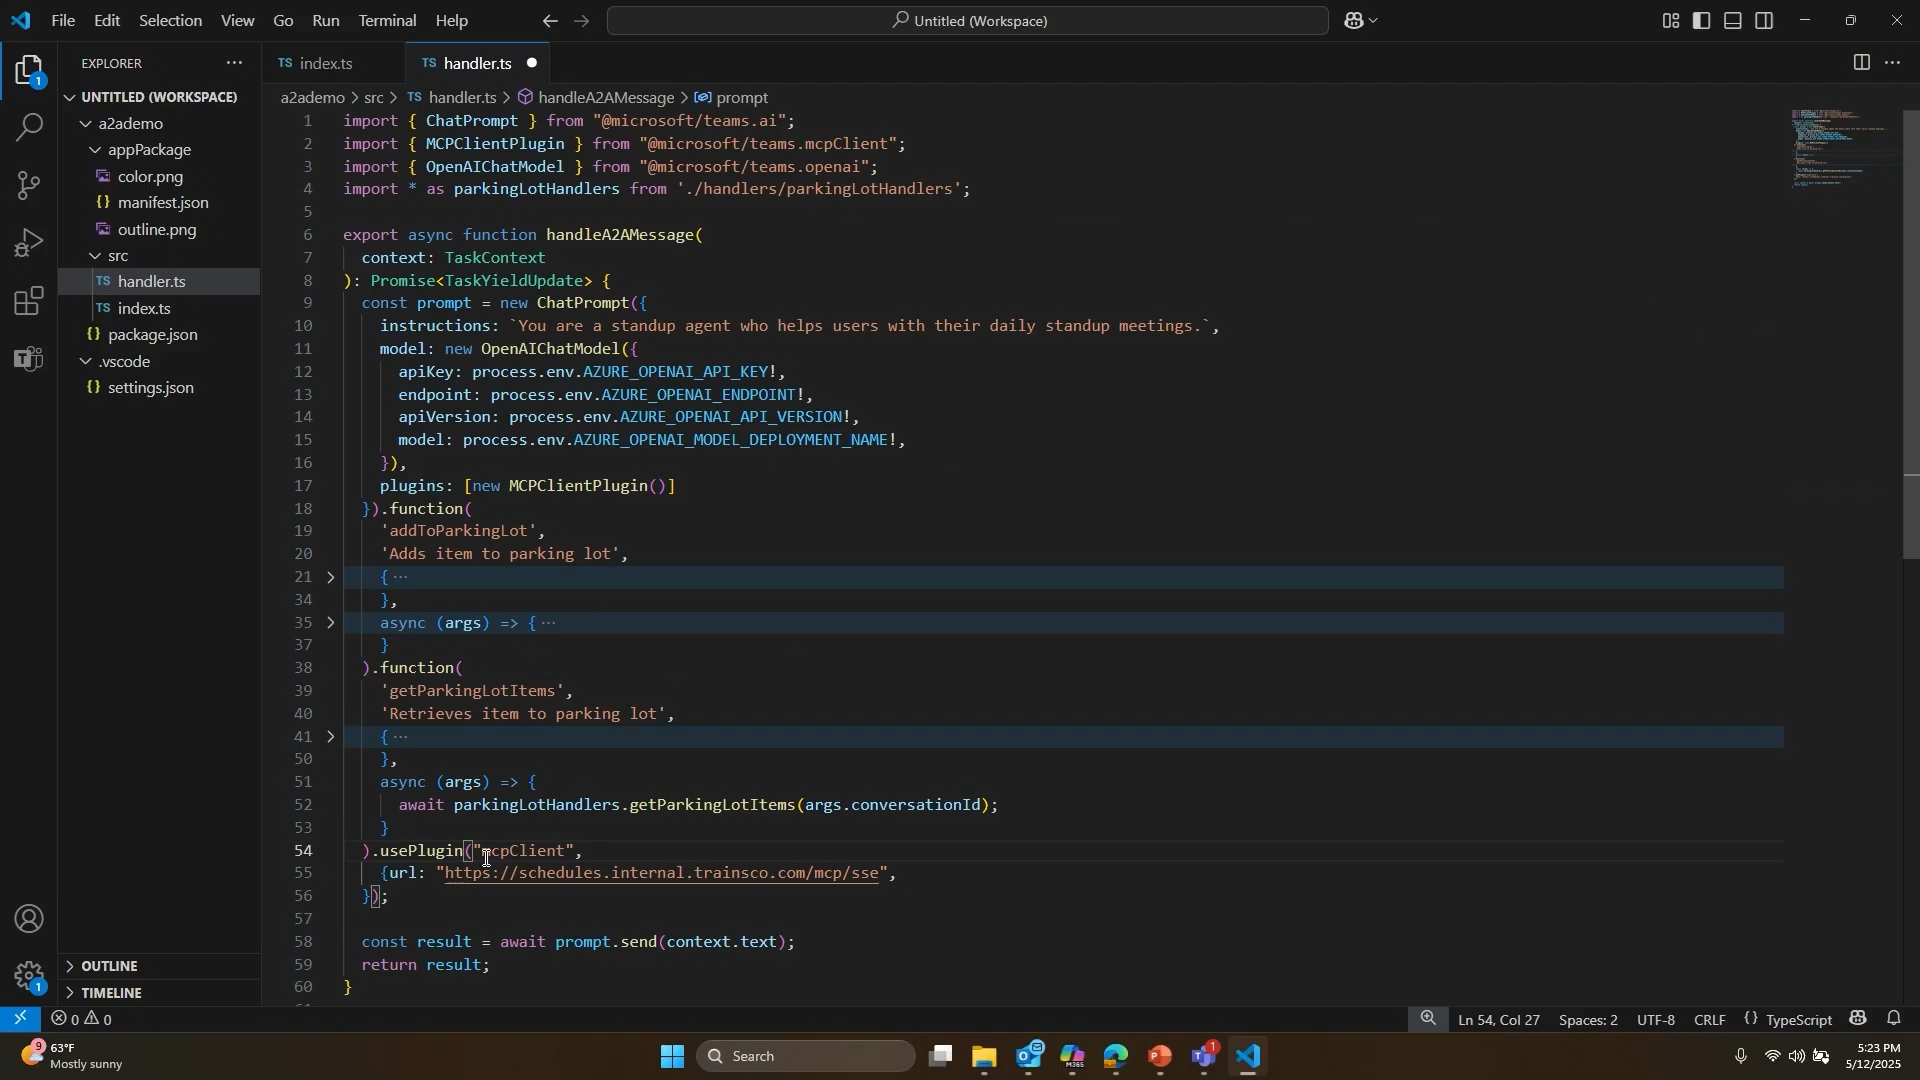 File Edit Selection View Go Run Terminal Help
Untitled (Workspace)
EXPLORER
UNTITLED (WORKSPACE)
a2ademo
appPackage
color.png
manifest.json
outline.png
src
TS handler.ts
TS index.ts
package.json
.vscode
settings.json
OUTLINE
TIMELINE
1
1
TS index.ts
TS handler.ts
a2ademo > src > TS handler.ts > handleA2AMessage > prompt
1 import { ChatPrompt } from "@microsoft/teams.ai";
2 import { MCPClientPlugin } from "@microsoft/teams.mcpClient";
3 import { OpenAIChatModel } from "@microsoft/teams.openai";
4 import * as parkingLotHandlers from './handlers/parkingLotHandlers';
5
6 export async function handleA2AMessage(
7 context: TaskContext
8 ): Promise<TaskYieldUpdate> {
9 const prompt = new ChatPrompt({
10 instructions: `You are a standup agent who helps users with their daily standup meetings.`,
11 model: new OpenAIChatModel({
12 apiKey: process.env.AZURE_OPENAI_API_KEY!,
13 endpoint: process.env.AZURE_OPENAI_ENDPOINT!,
14 apiVersion: process.env.AZURE_OPENAI_API_VERSION!,
15 model: process.env.AZURE_OPENAI_MODEL_DEPLOYMENT_NAME!,
16 }),
17 plugins: [new MCPClientPlugin()]
18 }).function(
19 'addToParkingLot',
20 'Adds item to parking lot',
21 { ···
34 },
35 async (args) => { ···
37 }
38 ).function(
39 'getParkingLotItems',
40 'Retrieves item to parking lot',
41 { ···
50 },
51 async (args) => {
52 await parkingLotHandlers.getParkingLotItems(args.conversationId);
53 }
54 ).usePlugin("mcpClient",
55 {url: "https://schedules.internal.trainsco.com/mcp/sse",
56 });
57
58 const result = await prompt.send(context.text);
59 return result;
60 }
0 0
Ln 54, Col 27 Spaces: 2 UTF-8 CRLF {} TypeScript
9
63°F
Mostly sunny
Search
M365
1
5:23 PM
5/12/2025